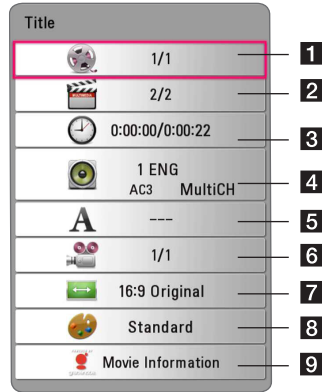 Title
1/1 1
2/2 2
0:00:00/0:00:22 3
1 ENG
AC3 MultiCH 4
A --- 5
1/1 6
16:9 Original 7
Standard 8
Movie Information 9